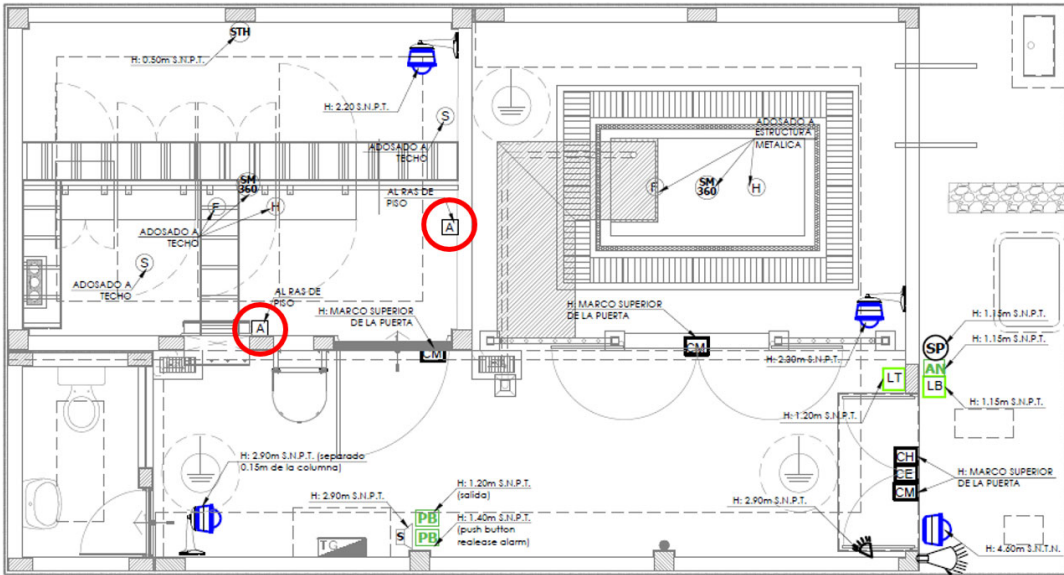 STH
H: 0.50m S.N.P.T.
H: 2.20 S.N.P.T.
S
ADOSADO A
TECHO
ADOSADO A
ESTRUCTURA
METALICA
SM
360
F
H
AL RAS DE
PISO
A
F
SM
360
H
ADOSADO A
TECHO
S
ADOSADO A
TECHO
AL RAS DE
PISO
A
H: MARCO SUPERIOR
DE LA PUERTA
CM
H: MARCO SUPERIOR
DE LA PUERTA
CM
H: 2.30m S.N.P.T.
SP
H: 1.15m S.N.P.T.
AN
H: 1.15m S.N.P.T.
LB
H: 1.15m S.N.P.T.
LT
H: 1.20m S.N.P.T.
CH
CE
CM
H: MARCO SUPERIOR
DE LA PUERTA
H: 2.90m S.N.P.T. (separado
0.15m de la columna)
H: 2.90m S.N.P.T.
S
H: 1.20m S.N.P.T.
(salida)
PB
PB
H: 1.40m S.N.P.T.
(push button
realease alarm)
TG
H: 2.90m S.N.P.T.
H: 4.60m S.N.T.N.